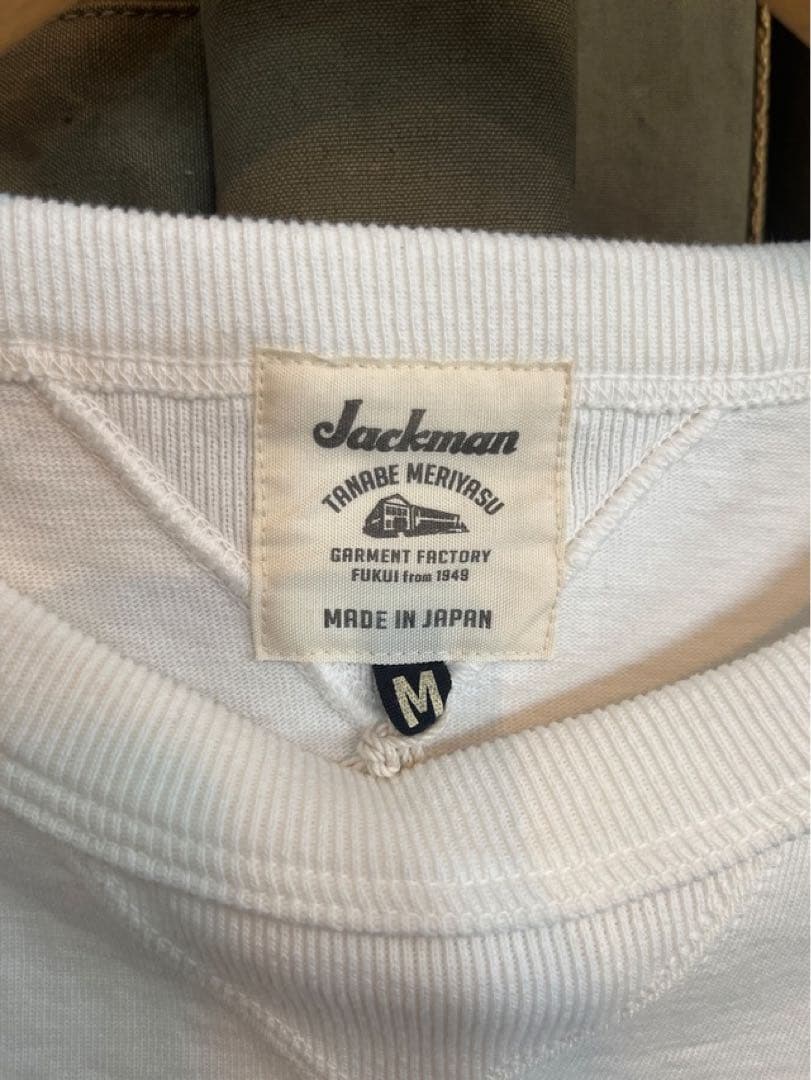 Jackman
TANABE MERIYASU
GARMENT FACTORY
FUKUI from 1949
MADE IN JAPAN
M